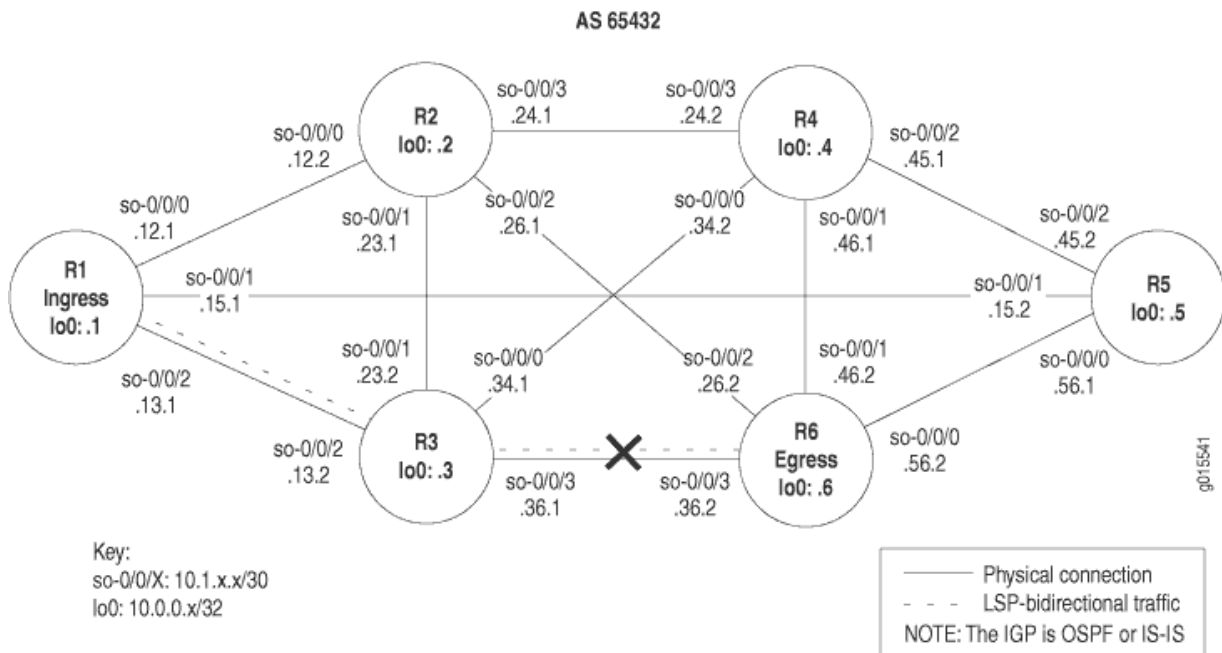 AS 65432
so-0/0/3
.24.1
so-0/0/3
.24.2
R2
lo0: .2
R4
lo0: .4
so-0/0/0
.12.2
so-0/0/2
.45.1
so-0/0/0
.12.1
so-0/0/1
.23.1
so-0/0/2
.26.1
so-0/0/0
.34.2
so-0/0/1
.46.1
so-0/0/2
.45.2
R1
Ingress
lo0: .1
so-0/0/1
.15.1
so-0/0/1
.15.2
R5
lo0: .5
so-0/0/2
.13.1
so-0/0/1
.23.2
so-0/0/0
.34.1
so-0/0/2
.26.2
so-0/0/1
.46.2
so-0/0/0
.56.1
so-0/0/2
.13.2
R3
lo0: .3
R6
Egress
lo0: .6
so-0/0/0
.56.2
so-0/0/3
.36.1
so-0/0/3
.36.2
g015541
Key:
so-0/0/X: 10.1.x.x/30
lo0: 10.0.0.x/32
Physical connection
LSP-bidirectional traffic
NOTE: The IGP is OSPF or IS-IS